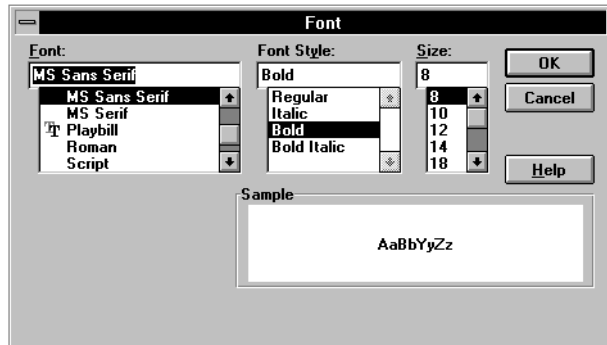 Font
Font:
MS Sans Serif
MS Sans Serif
MS Serif
Playbill
Roman
Script
Font Style:
Bold
Regular
Italic
Bold
Bold Italic
Size:
8
8
10
12
14
18
OK
Cancel
Help
Sample
AaBbYyZz